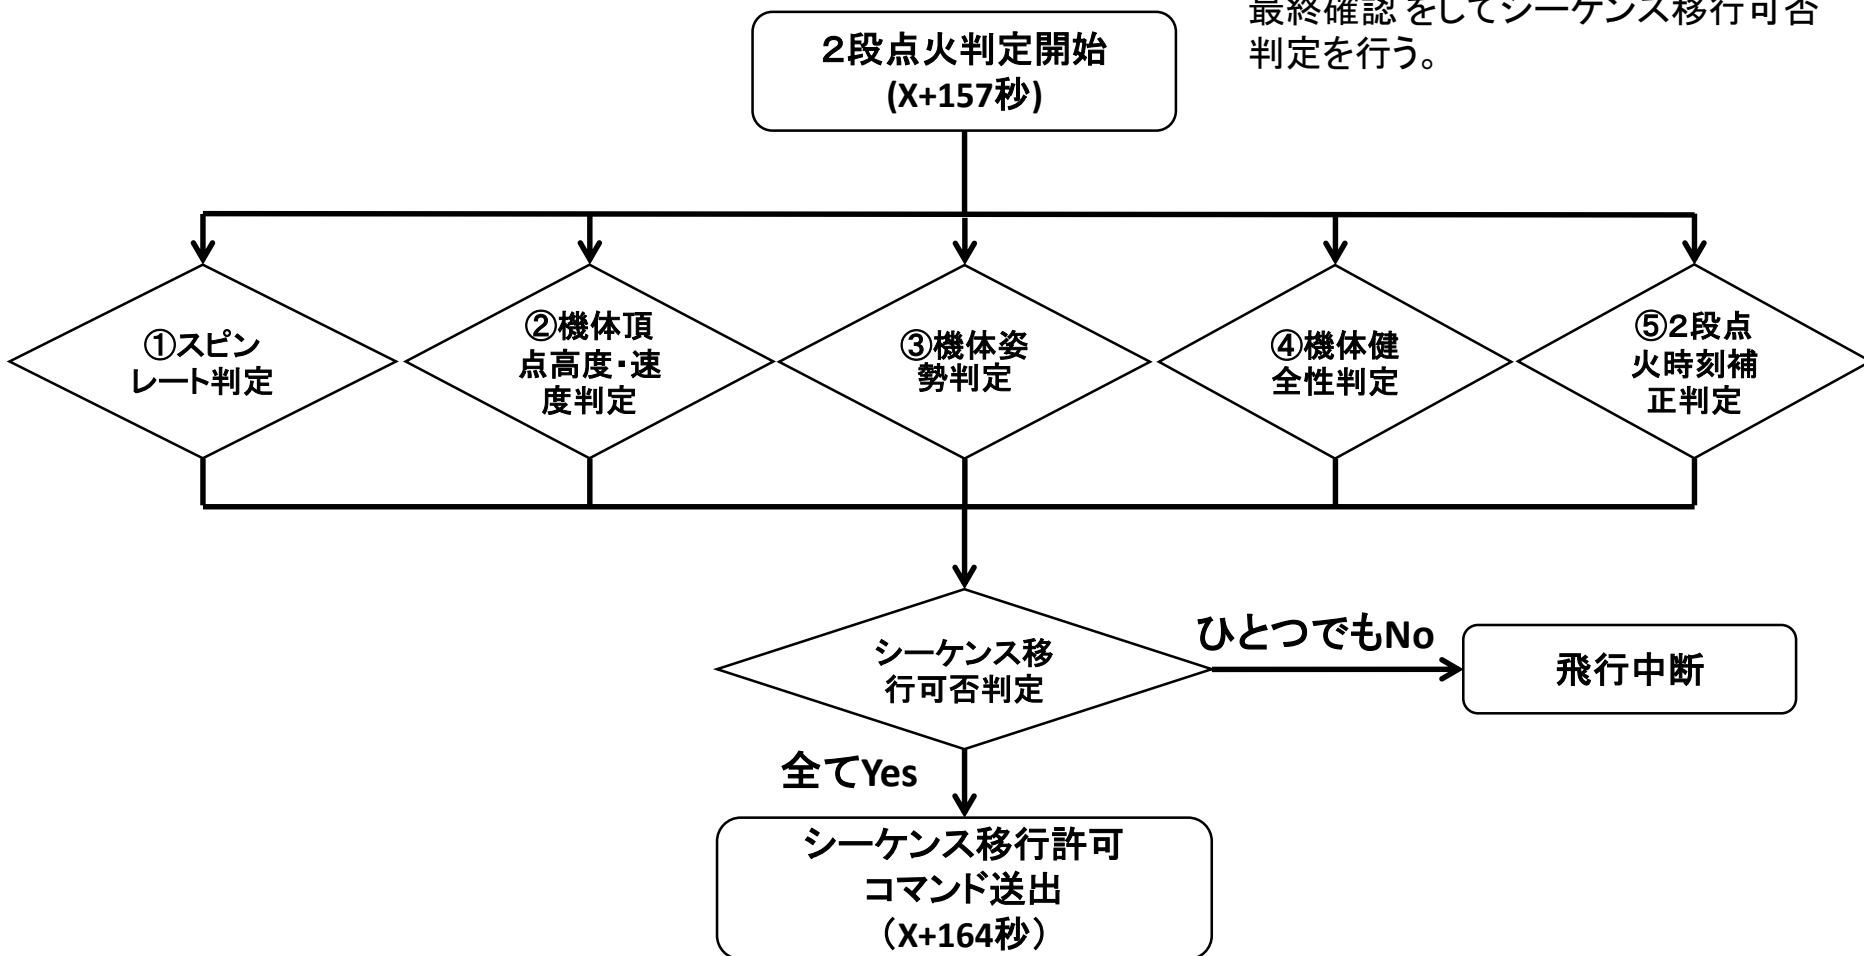 最終確認 をしてシーケンス移行可否
判定を行う。
2段点火判定開始
(X+157秒)
①スピン
レート判定
②機体頂
点高度・速
度判定
③機体姿
勢判定
④機体健
全性判定
⑤2段点
火時刻補
正判定
シーケンス移
行可否判定
ひとつでもNo
飛行中断
全てYes
シーケンス移行許可
コマンド送出
（X+164秒）